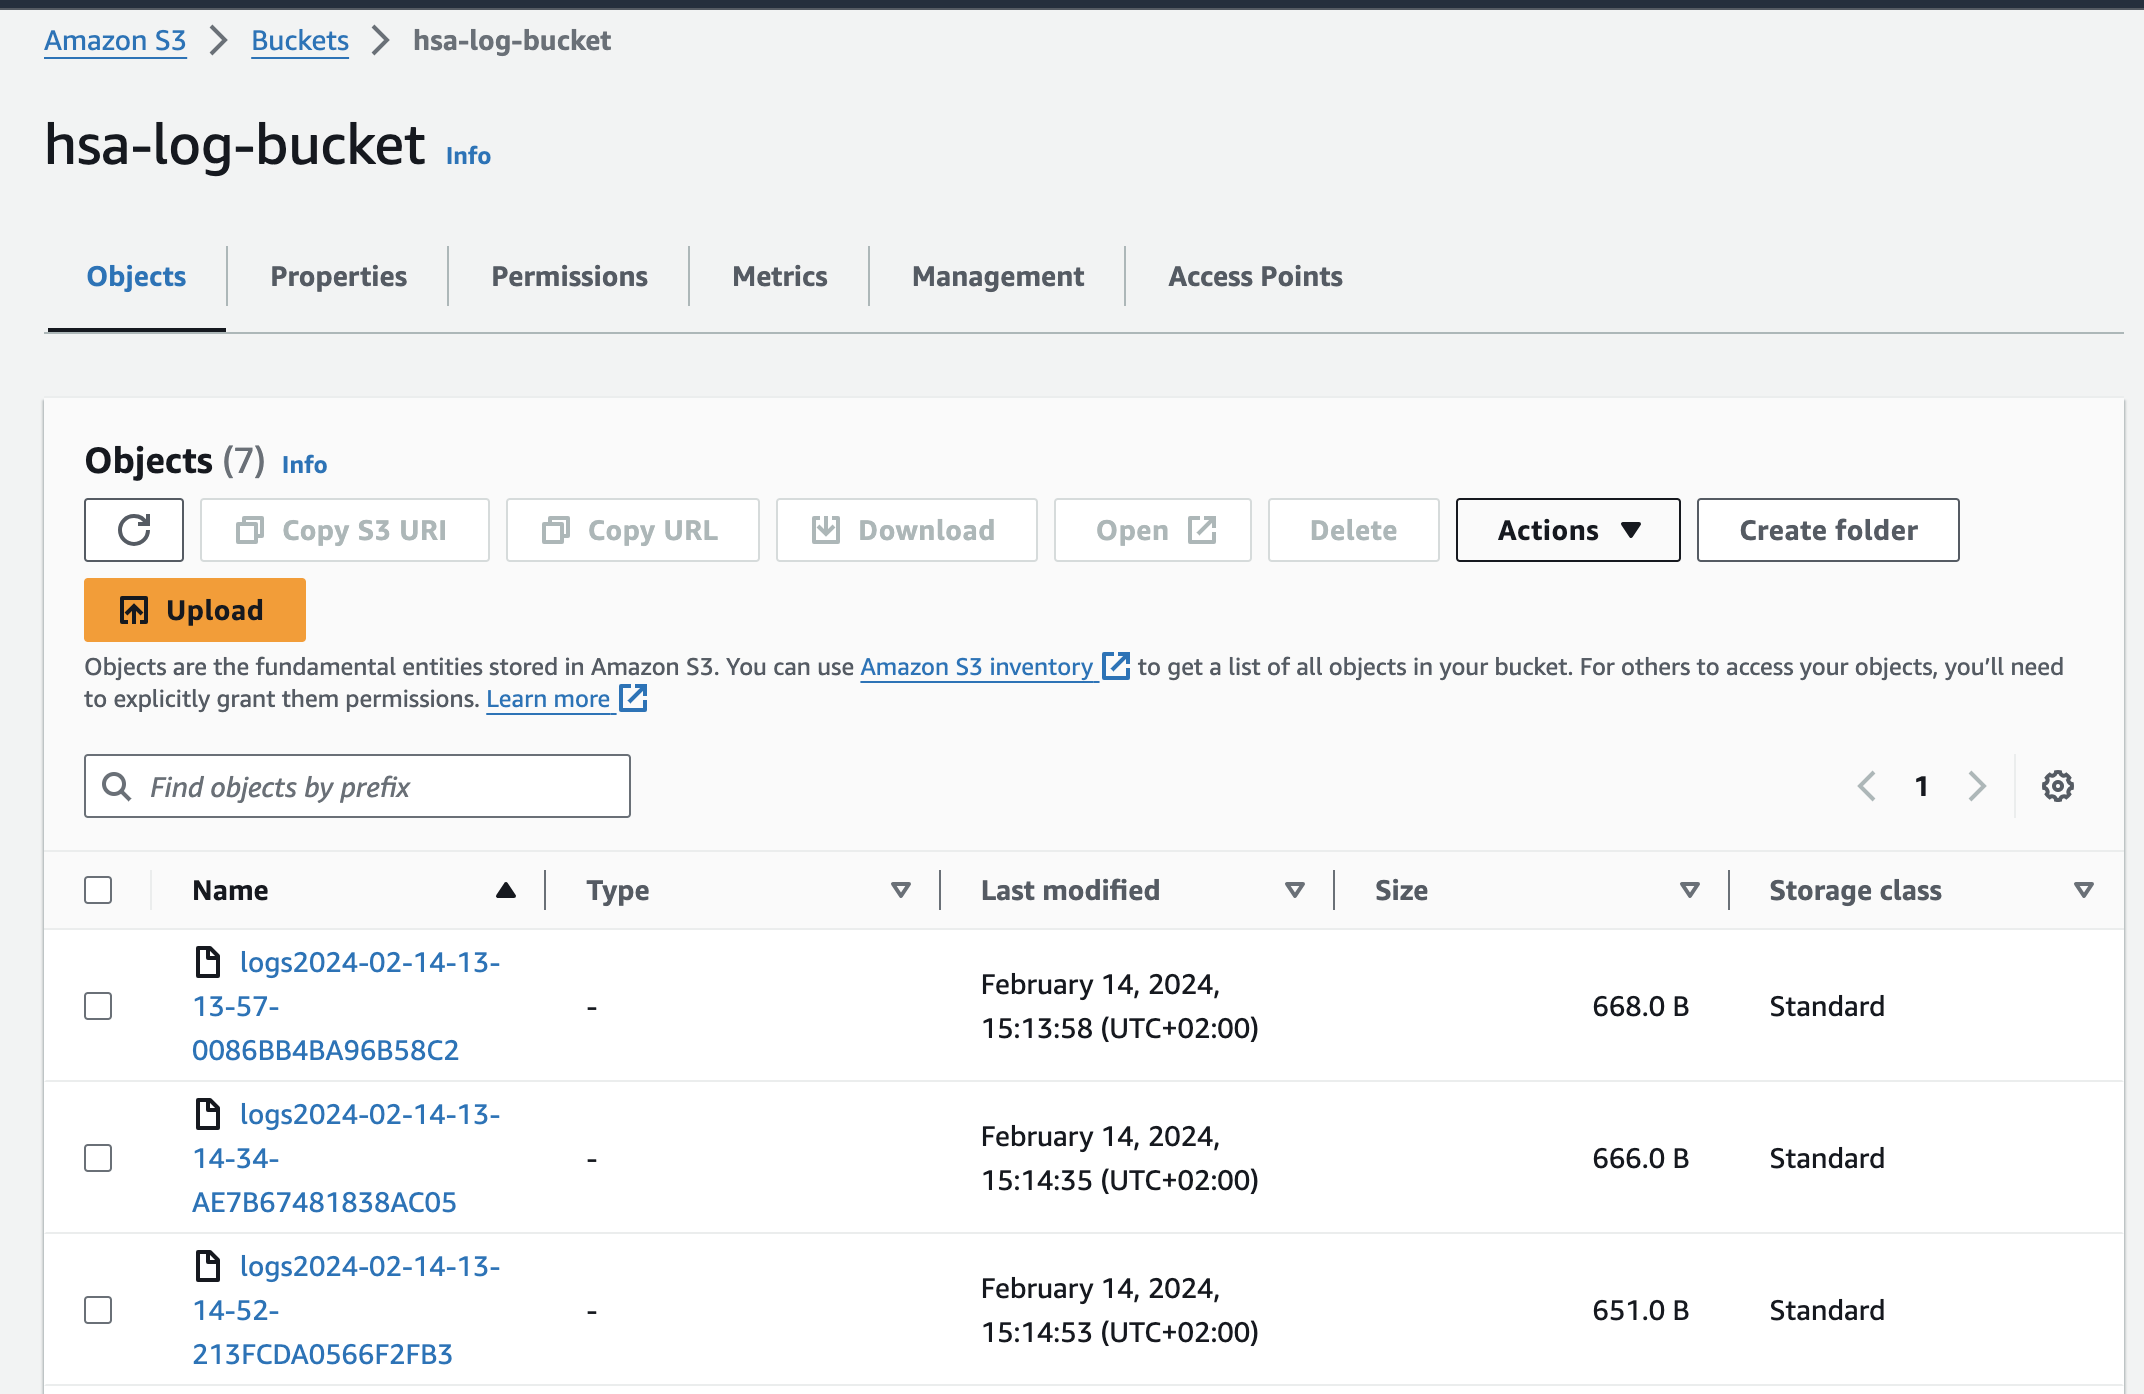 Amazon S3 > Buckets > hsa-log-bucket
hsa-log-bucket Info
Objects Properties Permissions Metrics Management Access Points
Objects (7) Info
Copy S3 URI Copy URL Download Open Delete Actions Create folder
Upload
Objects are the fundamental entities stored in Amazon S3. You can use Amazon S3 inventory to get a list of all objects in your bucket. For others to access your objects, you’ll need
to explicitly grant them permissions. Learn more
Find objects by prefix 1
Name Type Last modified Size Storage class
logs2024-02-14-13-
13-57-
0086BB4BA96B58C2
-
February 14, 2024,
15:13:58 (UTC+02:00)
668.0 B
Standard
logs2024-02-14-13-
14-34-
AE7B67481838AC05
-
February 14, 2024,
15:14:35 (UTC+02:00)
666.0 B
Standard
logs2024-02-14-13-
14-52-
213FCDA0566F2FB3
-
February 14, 2024,
15:14:53 (UTC+02:00)
651.0 B
Standard